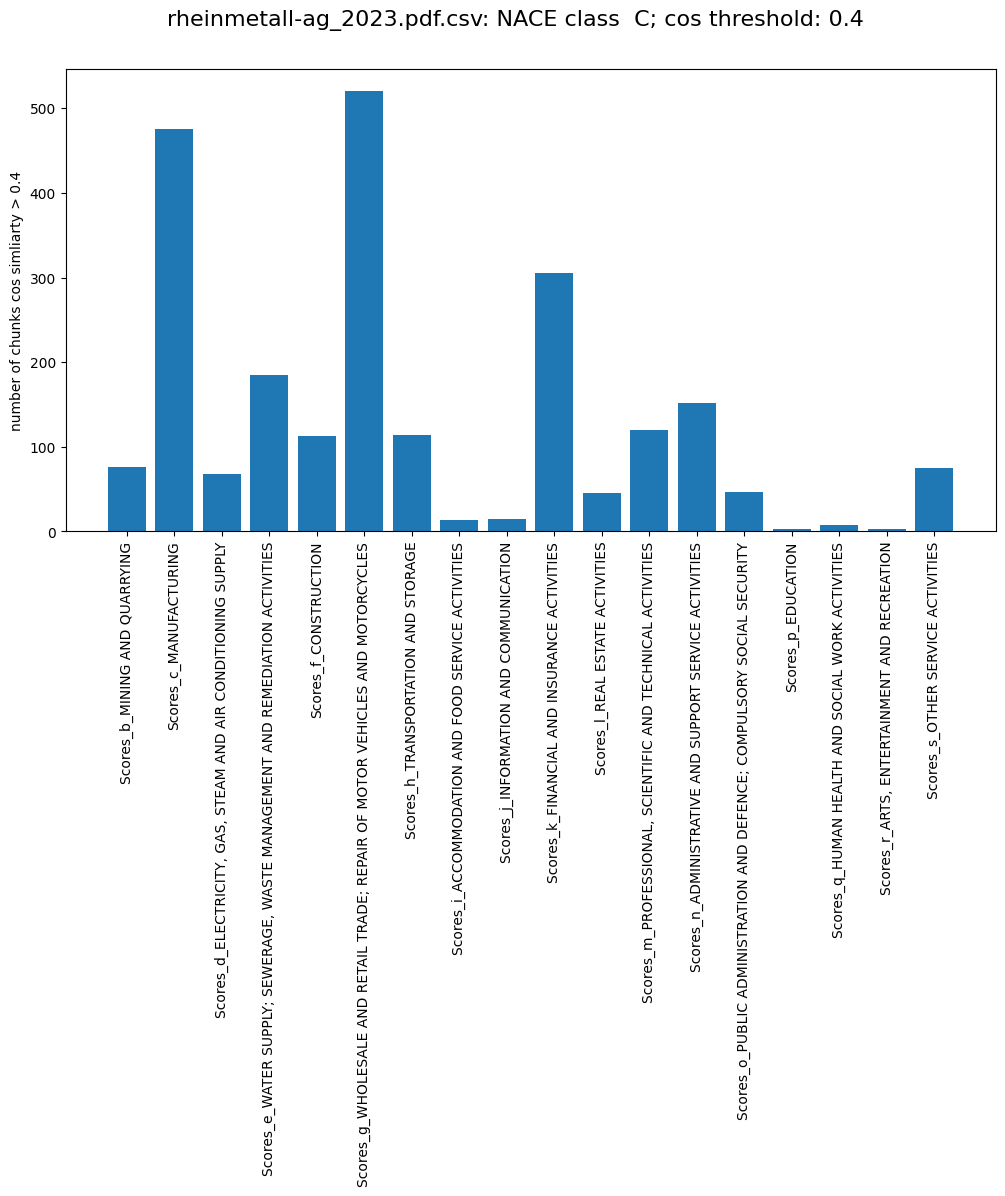 rheinmetall-ag_2023.pdf.csv: NACE class  C; cos threshold: 0.4
number of chunks cos simliarty > 0.4
500
400
300
200
100
0
Scores_b_MINING AND QUARRYING
Scores_c_MANUFACTURING
Scores_d_ELECTRICITY, GAS, STEAM AND AIR CONDITIONING SUPPLY
Scores_e_WATER SUPPLY; SEWERAGE, WASTE MANAGEMENT AND REMEDIATION ACTIVITIES
Scores_f_CONSTRUCTION
Scores_g_WHOLESALE AND RETAIL TRADE; REPAIR OF MOTOR VEHICLES AND MOTORCYCLES
Scores_h_TRANSPORTATION AND STORAGE
Scores_i_ACCOMMODATION AND FOOD SERVICE ACTIVITIES
Scores_j_INFORMATION AND COMMUNICATION
Scores_k_FINANCIAL AND INSURANCE ACTIVITIES
Scores_l_REAL ESTATE ACTIVITIES
Scores_m_PROFESSIONAL, SCIENTIFIC AND TECHNICAL ACTIVITIES
Scores_n_ADMINISTRATIVE AND SUPPORT SERVICE ACTIVITIES
Scores_o_PUBLIC ADMINISTRATION AND DEFENCE; COMPULSORY SOCIAL SECURITY
Scores_p_EDUCATION
Scores_q_HUMAN HEALTH AND SOCIAL WORK ACTIVITIES
Scores_r_ARTS, ENTERTAINMENT AND RECREATION
Scores_s_OTHER SERVICE ACTIVITIES